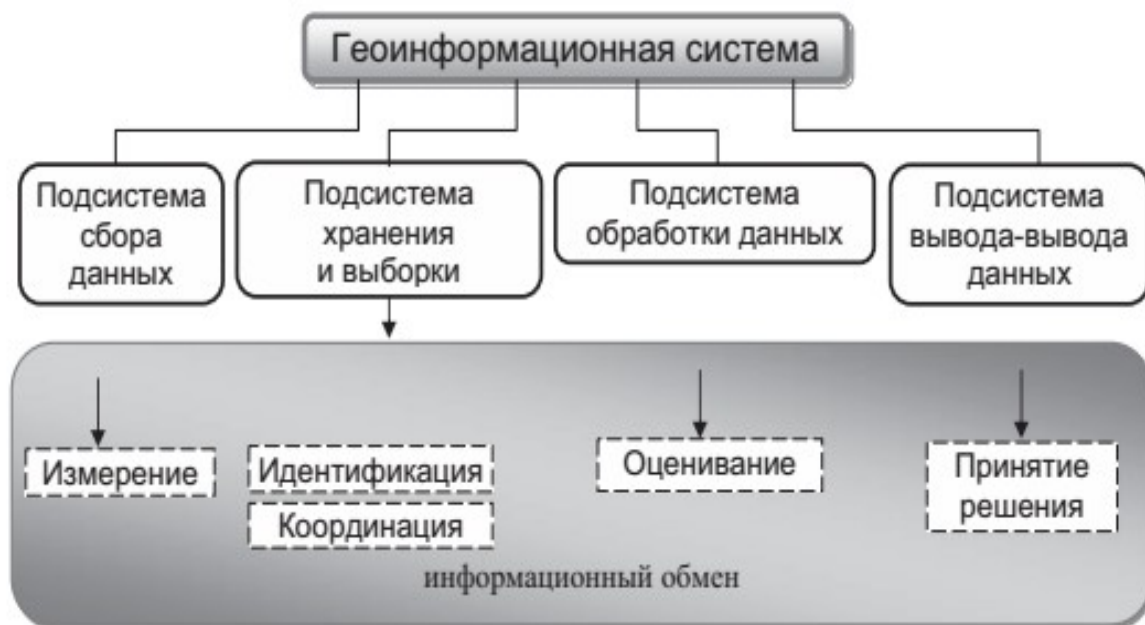 Геоинформационная система
Подсистема
сбора
данных
Подсистема
хранения
и выборки
Подсистема
обработки данных
Подсистема
вывода-вывода
данных
Измерение
Идентификация
Координация
Оценивание
Принятие
решения
информационный обмен